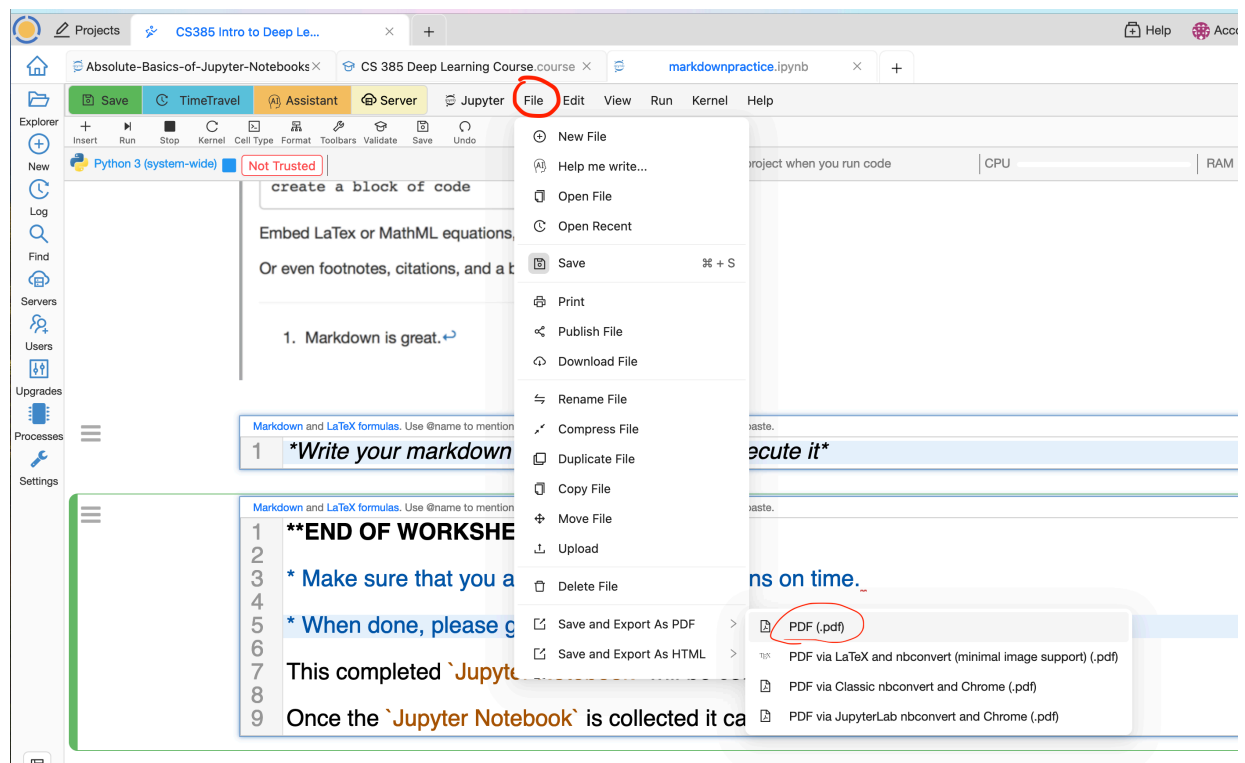 Projects
CS385 Intro to Deep Le...
Help
Absolute-Basics-of-Jupyter-Notebooks
CS 385 Deep Learning Course.course
markdownpractice.ipynb
Save
TimeTravel
Assistant
Server
Jupyter
File
Edit
View
Run
Kernel
Help
Explorer
New
Log
Find
Servers
Users
Upgrades
Processes
Settings
Insert
Run
Stop
Kernel
Cell Type
Format
Toolbars
Validate
Save
Undo
Python 3 (system-wide)
Not Trusted
project when you run code
CPU
RAM
create a block of code
Embed LaTex or MathML equations,
Or even footnotes, citations, and a b
1. Markdown is great.↩
Markdown and LaTeX formulas. Use @name to mention
paste.
1 *Write your markdown
ecute it*
Markdown and LaTeX formulas. Use @name to mention
paste.
1 **END OF WORKSHE
2
3 * Make sure that you a
ns on time.
4
5 * When done, please g
6
7 This completed `Jupyte
8
9 Once the `Jupyter Notebook` is collected it ca
New File
Help me write...
Open File
Open Recent
Save ⌘ + S
Print
Publish File
Download File
Rename File
Compress File
Duplicate File
Copy File
Move File
Upload
Delete File
Save and Export As PDF
Save and Export As HTML
PDF (.pdf)
PDF via LaTeX and nbconvert (minimal image support) (.pdf)
PDF via Classic nbconvert and Chrome (.pdf)
PDF via JupyterLab nbconvert and Chrome (.pdf)